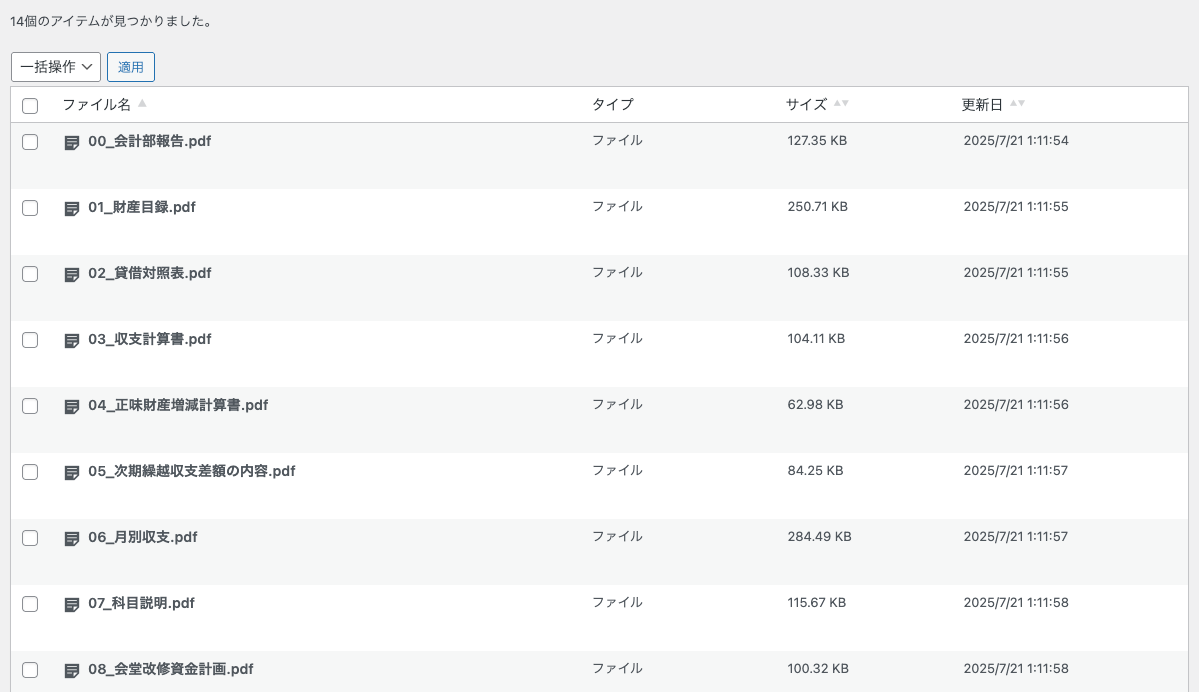 14個のアイテムが見つかりました。
一括操作 適用
ファイル名 タイプ サイズ 更新日
00_会計部報告.pdf ファイル 127.35 KB 2025/7/21 1:11:54
01_財産目録.pdf ファイル 250.71 KB 2025/7/21 1:11:55
02_貸借対照表.pdf ファイル 108.33 KB 2025/7/21 1:11:55
03_収支計算書.pdf ファイル 104.11 KB 2025/7/21 1:11:56
04_正味財産増減計算書.pdf ファイル 62.98 KB 2025/7/21 1:11:56
05_次期繰越収支差額の内容.pdf ファイル 84.25 KB 2025/7/21 1:11:57
06_月別収支.pdf ファイル 284.49 KB 2025/7/21 1:11:57
07_科目説明.pdf ファイル 115.67 KB 2025/7/21 1:11:58
08_会堂改修資金計画.pdf ファイル 100.32 KB 2025/7/21 1:11:58